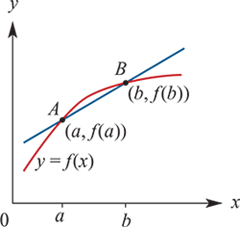 y
B
(b, f(b))
A
(a, f(a))
y = f(x)
x
0 a b